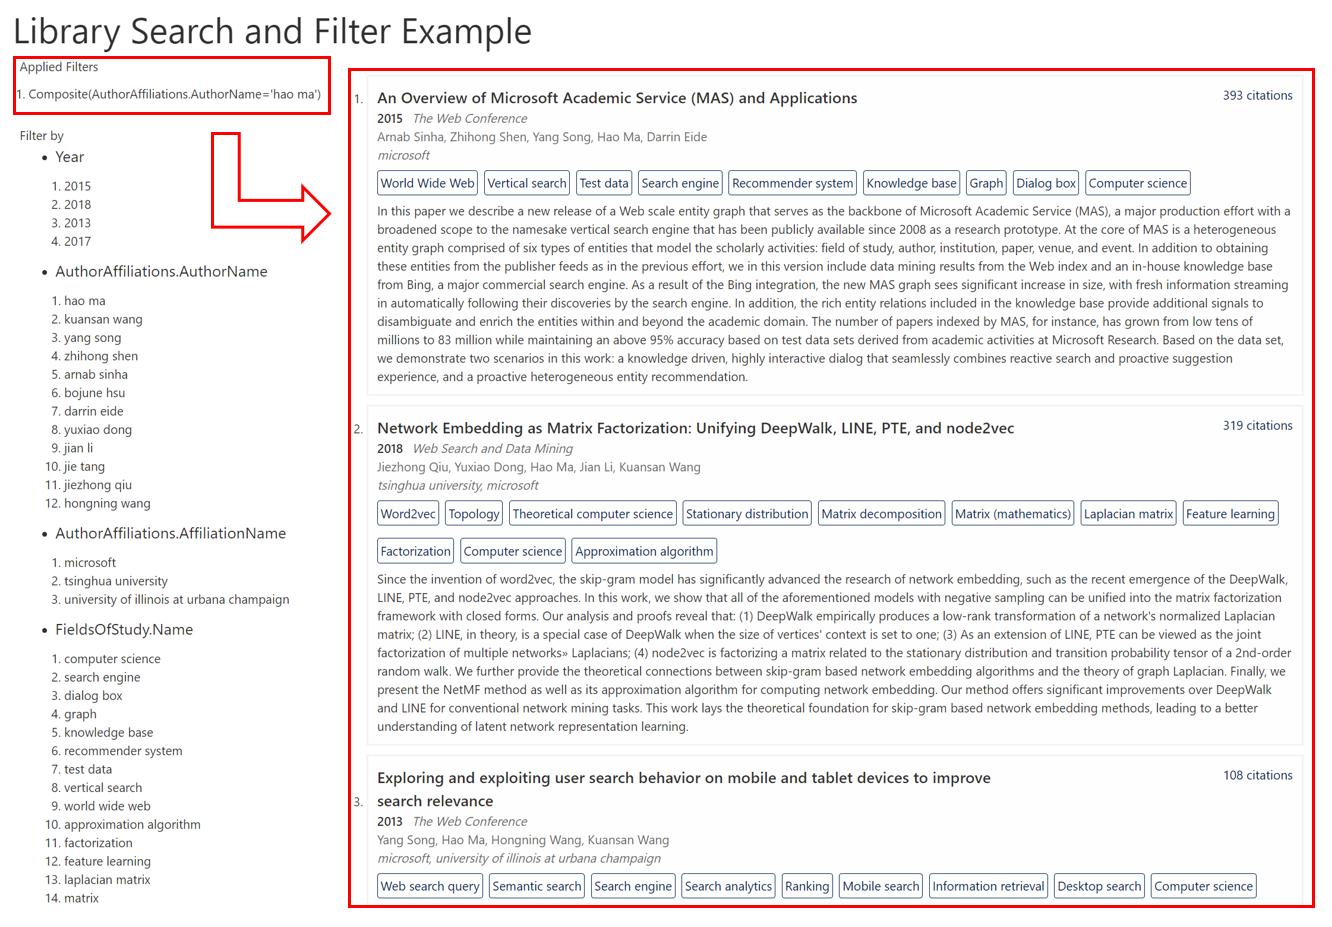 Library Search and Filter Example
Applied Filters
1. Composite(AuthorAffiliations.AuthorName='hao ma')
Filter by
• Year
1. 2015
2. 2018
3. 2013
4. 2017
• AuthorAffiliations.AuthorName
1. hao ma
2. kuansan wang
3. yang song
4. zhihong shen
5. arnab sinha
6. bojune hsu
7. darrin eide
8. yuxiao dong
9. jian li
10. jie tang
11. jiezhong qiu
12. hongning wang
• AuthorAffiliations.AffiliationName
1. microsoft
2. tsinghua university
3. university of illinois at urbana champaign
• FieldsOfStudy.Name
1. computer science
2. search engine
3. dialog box
4. graph
5. knowledge base
6. recommender system
7. test data
8. vertical search
9. world wide web
10. approximation algorithm
11. factorization
12. feature learning
13. laplacian matrix
14. matrix
1. An Overview of Microsoft Academic Service (MAS) and Applications 393 citations
2015 The Web Conference
Arnab Sinha, Zhihong Shen, Yang Song, Hao Ma, Darrin Eide
microsoft
World Wide Web Vertical search Test data Search engine Recommender system Knowledge base Graph Dialog box Computer science
In this paper we describe a new release of a Web scale entity graph that serves as the backbone of Microsoft Academic Service (MAS), a major production effort with a
broadened scope to the namesake vertical search engine that has been publicly available since 2008 as a research prototype. At the core of MAS is a heterogeneous
entity graph comprised of six types of entities that model the scholarly activities: field of study, author, institution, paper, venue, and event. In addition to obtaining
these entities from the publisher feeds as in the previous effort, we in this version include data mining results from the Web index and an in-house knowledge base
from Bing, a major commercial search engine. As a result of the Bing integration, the new MAS graph sees significant increase in size, with fresh information streaming
in automatically following their discoveries by the search engine. In addition, the rich entity relations included in the knowledge base provide additional signals to
disambiguate and enrich the entities within and beyond the academic domain. The number of papers indexed by MAS, for instance, has grown from low tens of
millions to 83 million while maintaining an above 95% accuracy based on test data sets derived from academic activities at Microsoft Research. Based on the data set,
we demonstrate two scenarios in this work: a knowledge driven, highly interactive dialog that seamlessly combines reactive search and proactive suggestion
experience, and a proactive heterogeneous entity recommendation.
2. Network Embedding as Matrix Factorization: Unifying DeepWalk, LINE, PTE, and node2vec 319 citations
2018 Web Search and Data Mining
Jiezhong Qiu, Yuxiao Dong, Hao Ma, Jian Li, Kuansan Wang
tsinghua university, microsoft
Word2vec Topology Theoretical computer science Stationary distribution Matrix decomposition Matrix (mathematics) Laplacian matrix Feature learning
Factorization Computer science Approximation algorithm
Since the invention of word2vec, the skip-gram model has significantly advanced the research of network embedding, such as the recent emergence of the DeepWalk,
LINE, PTE, and node2vec approaches. In this work, we show that all of the aforementioned models with negative sampling can be unified into the matrix factorization
framework with closed forms. Our analysis and proofs reveal that: (1) DeepWalk empirically produces a low-rank transformation of a network's normalized Laplacian
matrix; (2) LINE, in theory, is a special case of DeepWalk when the size of vertices' context is set to one; (3) As an extension of LINE, PTE can be viewed as the joint
factorization of multiple networks» Laplacians; (4) node2vec is factorizing a matrix related to the stationary distribution and transition probability tensor of a 2nd-order
random walk. We further provide the theoretical connections between skip-gram based network embedding algorithms and the theory of graph Laplacian. Finally, we
present the NetMF method as well as its approximation algorithm for computing network embedding. Our method offers significant improvements over DeepWalk
and LINE for conventional network mining tasks. This work lays the theoretical foundation for skip-gram based network embedding methods, leading to a better
understanding of latent network representation learning.
Exploring and exploiting user search behavior on mobile and tablet devices to improve 108 citations
3. search relevance
2013 The Web Conference
Yang Song, Hao Ma, Hongning Wang, Kuansan Wang
microsoft, university of illinois at urbana champaign
Web search query Semantic search Search engine Search analytics Ranking Mobile search Information retrieval Desktop search Computer science